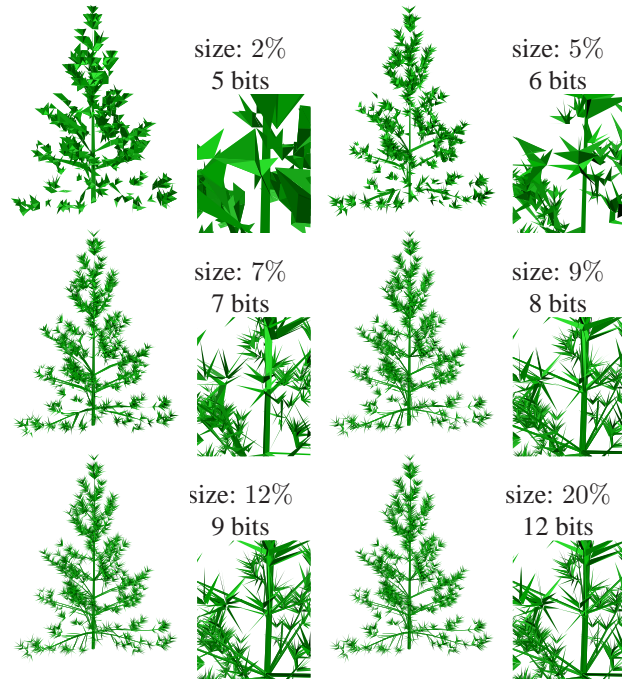 size: 2%
5 bits
size: 5%
6 bits
size: 7%
7 bits
size: 9%
8 bits
size: 12%
9 bits
size: 20%
12 bits